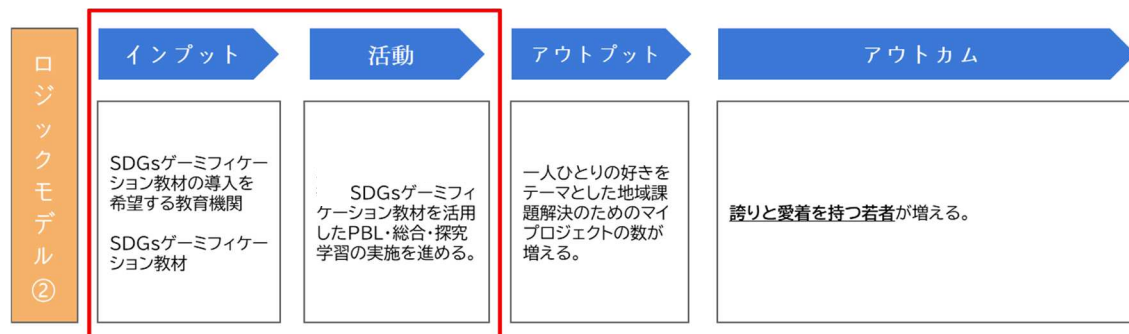 ロジックモデル②
インプット
活動
アウトプット
アウトカム
SDGsゲーミフィケー
ション教材の導入を
希望する教育機関
SDGsゲーミフィケー
ション教材
SDGsゲーミフィ
ケーション教材を活用
したPBL・総合・探究
学習の実施を進める。
一人ひとりの好きを
テーマとした地域課
題解決のためのマイ
プロジェクトの数が
増える。
誇りと愛着を持つ若者が増える。